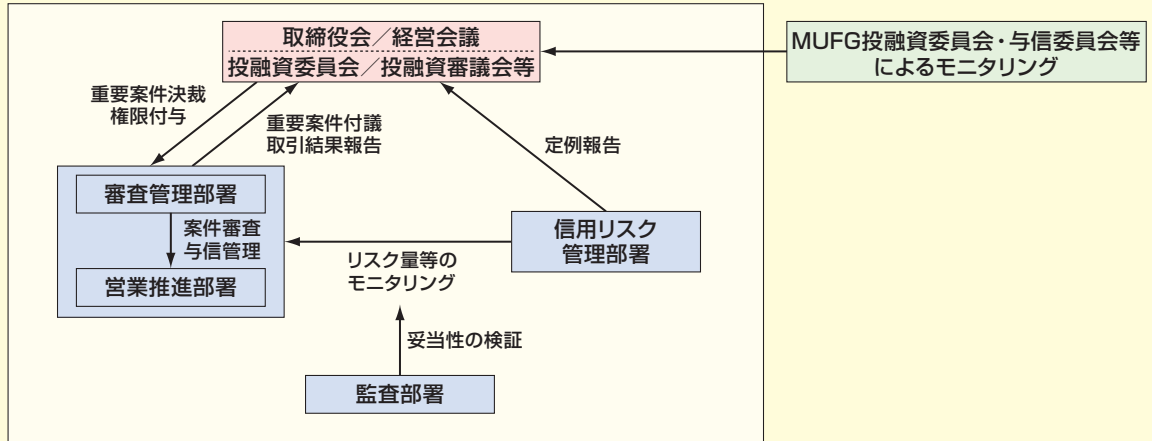 取締役会／経営会議
投融資委員会／投融資審議会等
MUFG投融資委員会・与信委員会等
によるモニタリング
重要案件決裁
権限付与
重要案件付議
取引結果報告
定例報告
審査管理部署
案件審査
与信管理
営業推進部署
信用リスク
管理部署
リスク量等の
モニタリング
妥当性の検証
監査部署